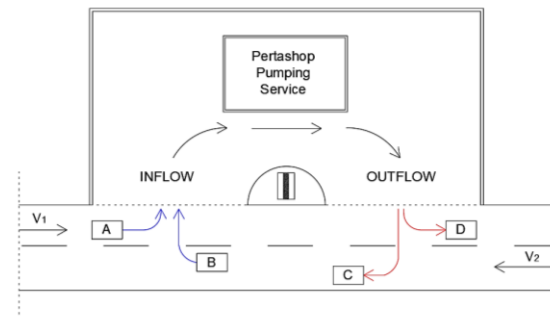 Pertashop
Pumping
Service
INFLOW
OUTFLOW
V1
A
B
C
D
V2